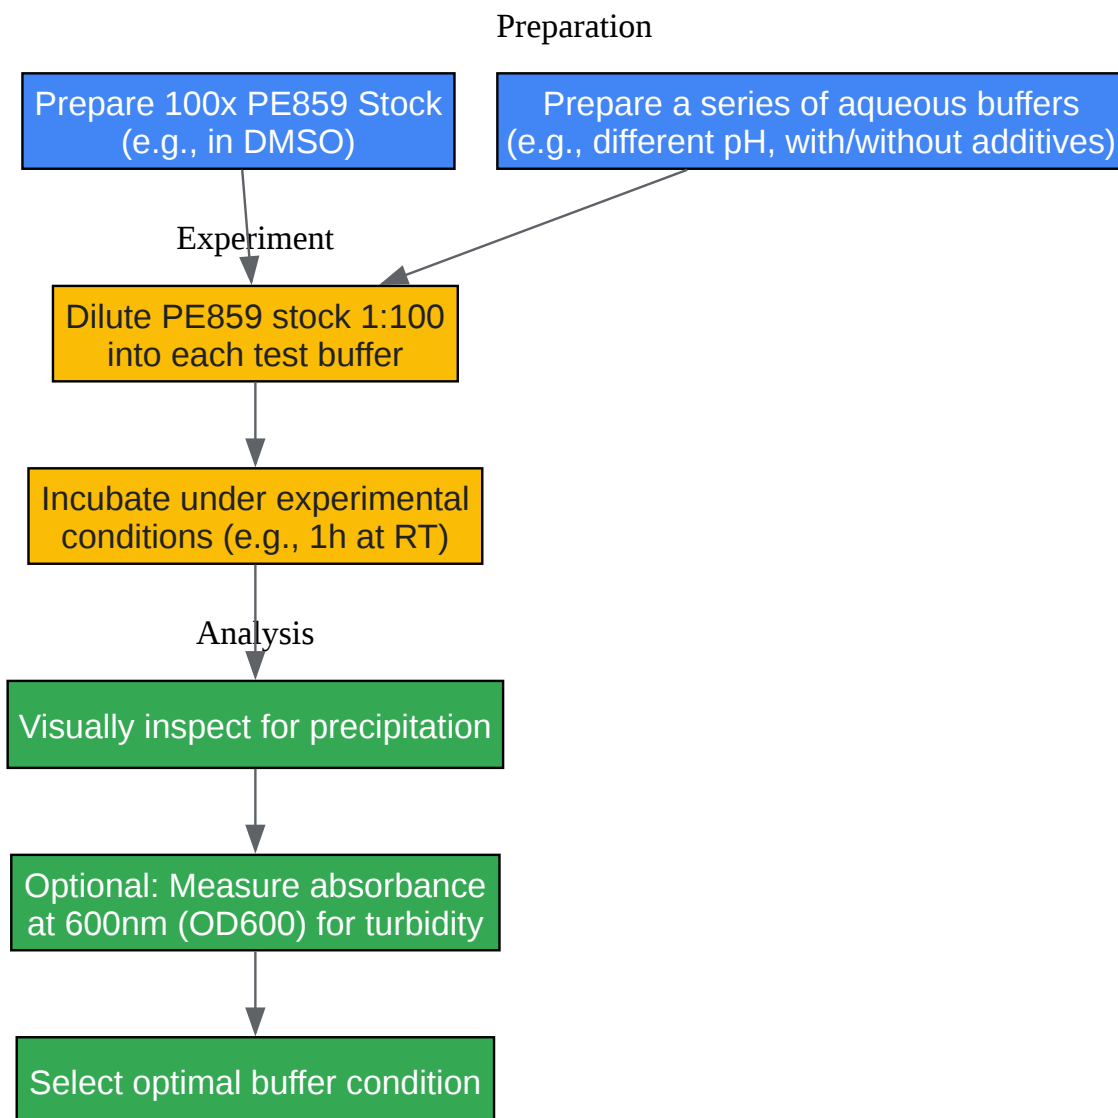 Preparation
Prepare 100x PE859 Stock
(e.g., in DMSO)
Prepare a series of aqueous buffers
(e.g., different pH, with/without additives)
Experiment
Dilute PE859 stock 1:100
into each test buffer
Incubate under experimental
conditions (e.g., 1h at RT)
Analysis
Visually inspect for precipitation
Optional: Measure absorbance
at 600nm (OD600) for turbidity
Select optimal buffer condition